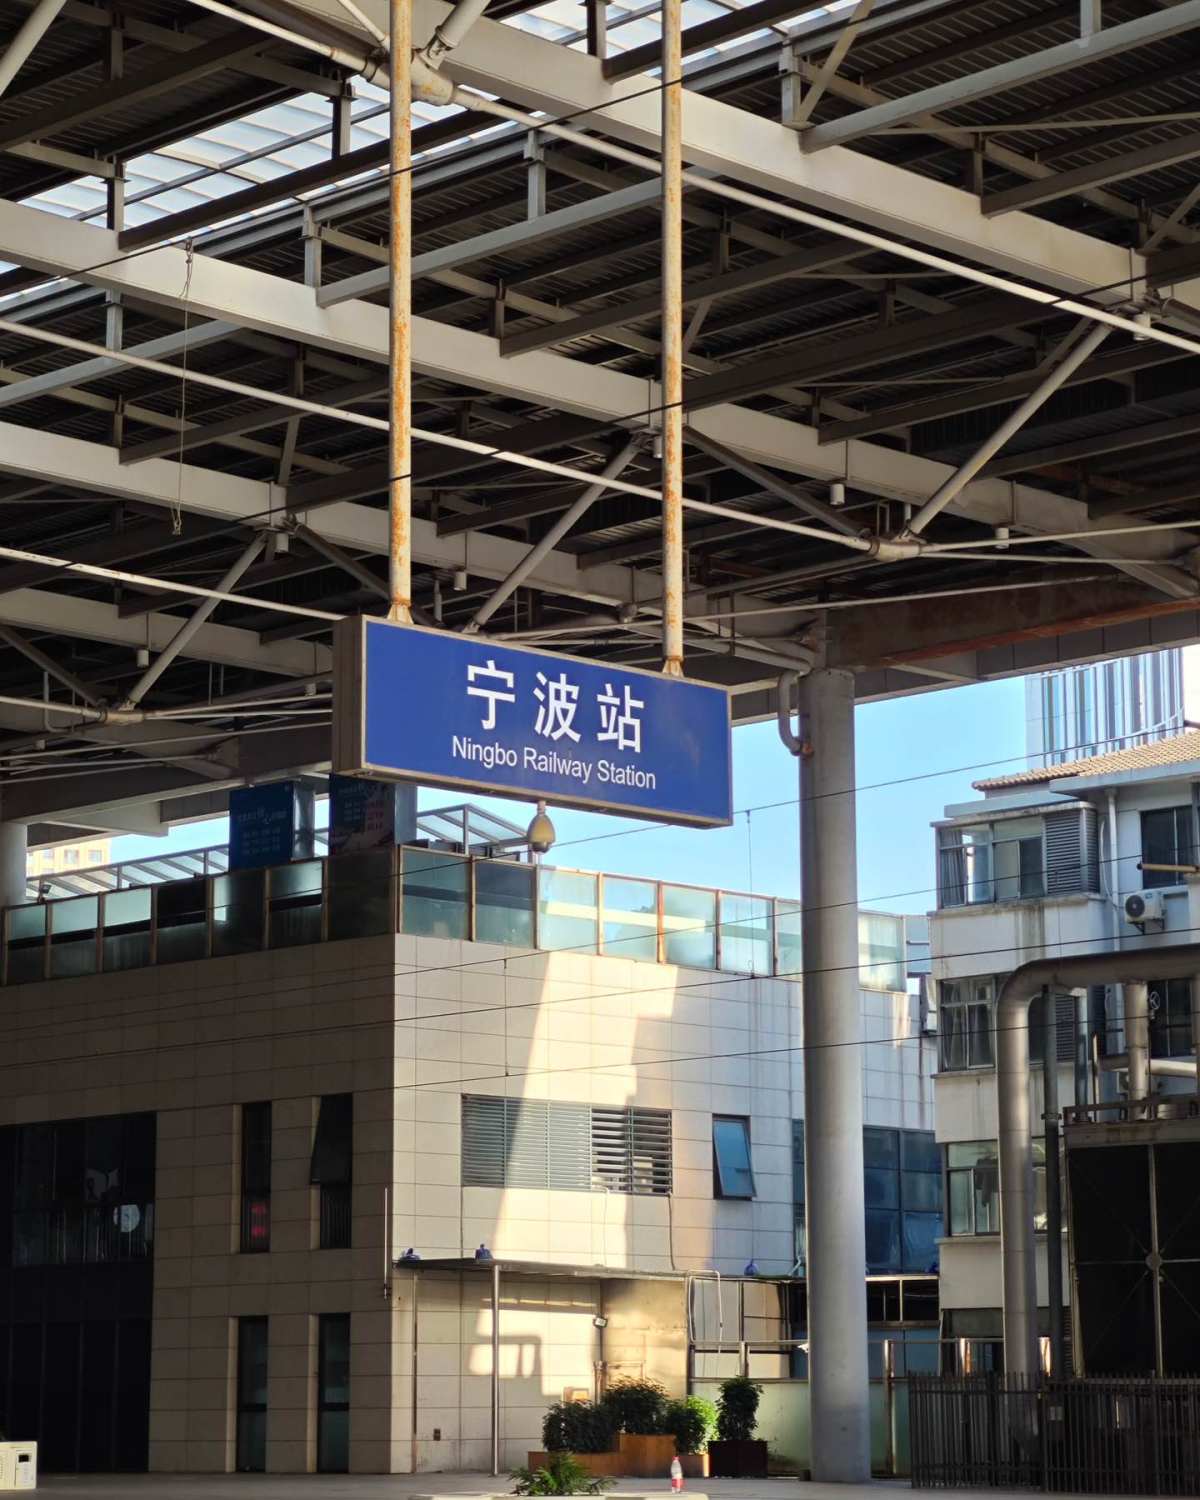 宁波站
Ningbo Railway Station